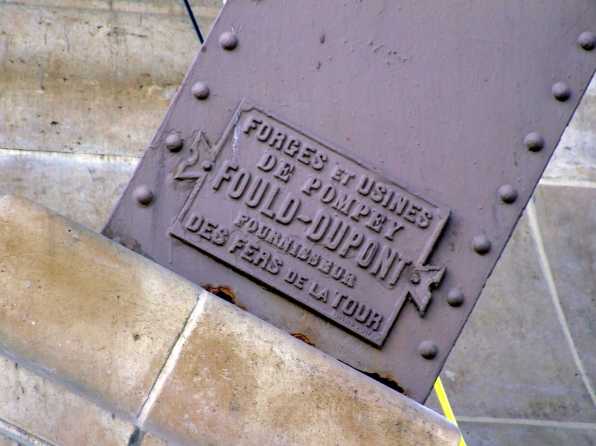 FORGES ET USINES
DE POMPEY
FOULD-DUPONT
FOURNISSEUR
DES FERS DE LA TOUR